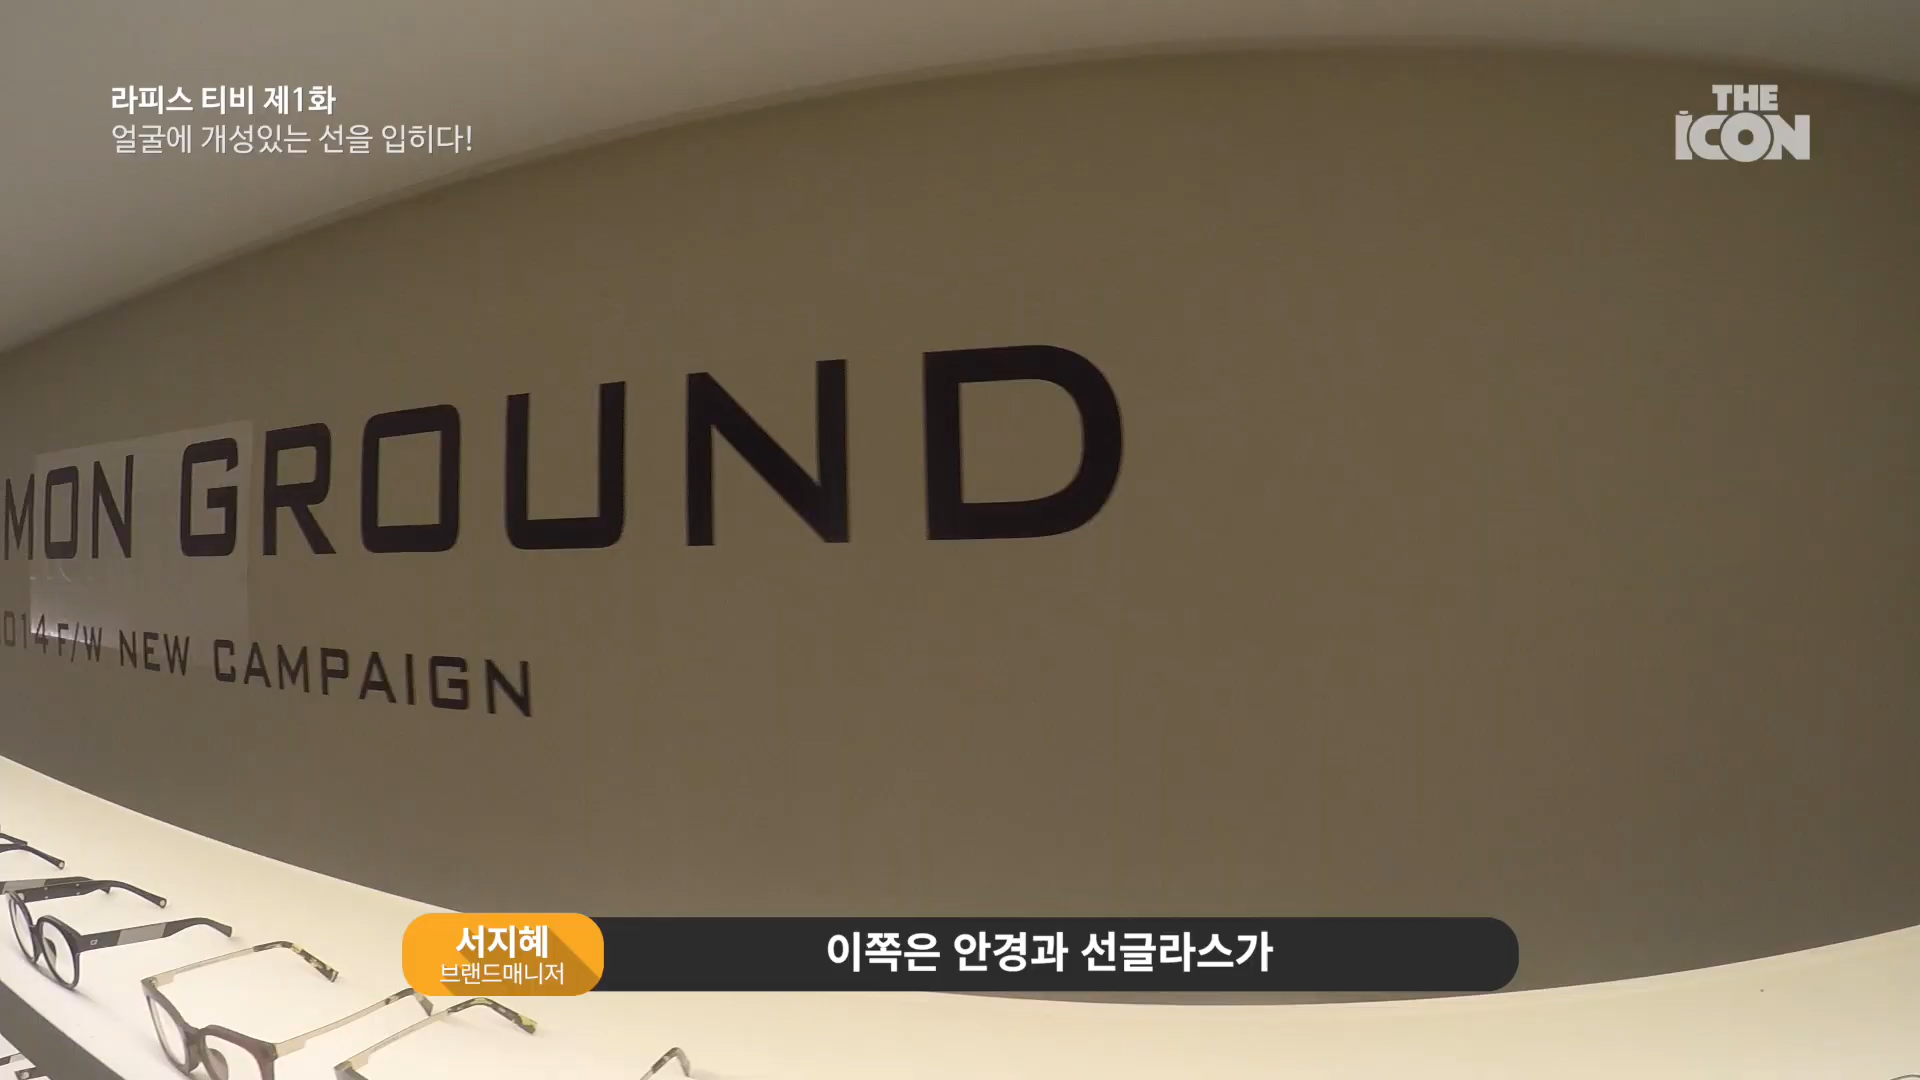 라피스 티비 제1화
얼굴에 개성있는 선을 입히다!
THE
iCON
MON GROUND
014 F/W NEW CAMPAIGN
서지혜
브랜드매니저
이쪽은 안경과 선글라스가